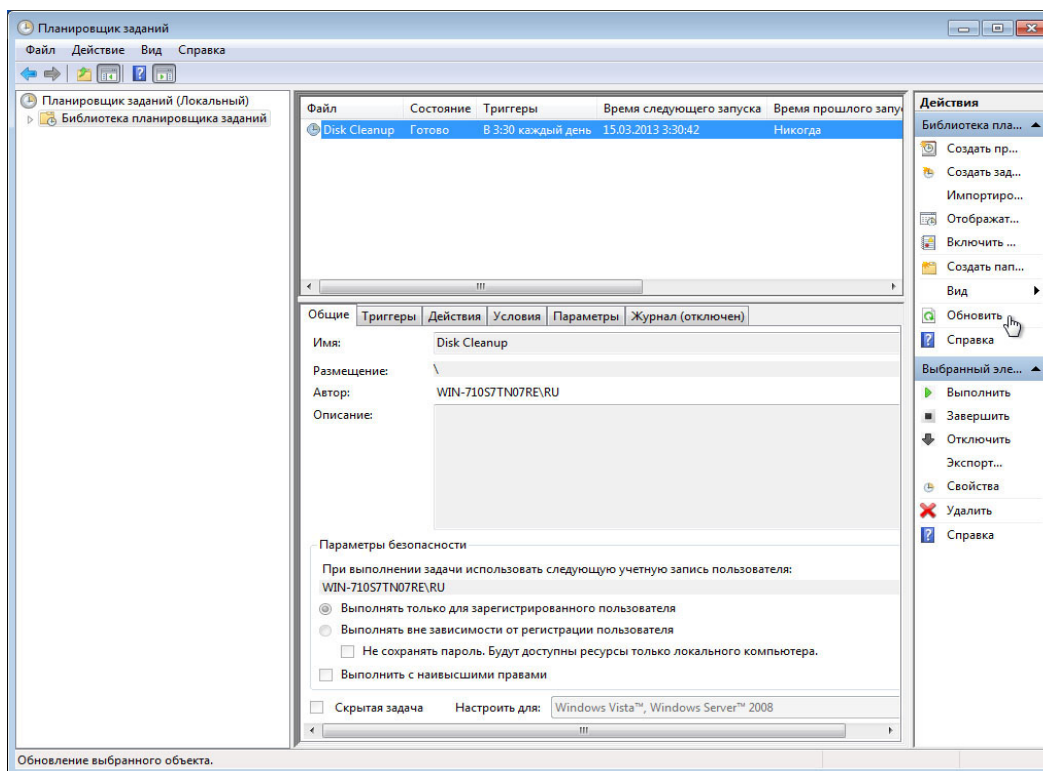 Планировщик заданий
Файл Действие Вид Справка
Планировщик заданий (Локальный)
Библиотека планировщика заданий
Файл Состояние Триггеры Время следующего запуска Время прошлого запу
Disk Cleanup Готово В 3:30 каждый день 15.03.2013 3:30:42 Никогда
Общие Триггеры Действия Условия Параметры Журнал (отключен)
Имя: Disk Cleanup
Размещение: \
Автор: WIN-710S7TN07RE\RU
Описание:
Параметры безопасности
При выполнении задачи использовать следующую учетную запись пользователя:
WIN-710S7TN07RE\RU
Выполнять только для зарегистрированного пользователя
Выполнять вне зависимости от регистрации пользователя
Не сохранять пароль. Будут доступны ресурсы только локального компьютера.
Выполнить с наивысшими правами
Скрытая задача Настроить для: Windows Vista™, Windows Server™ 2008
Действия
Библиотека пла...
Создать пр...
Создать зад...
Импортиро...
Отображат...
Включить ...
Создать пап...
Вид
Обновить
Справка
Выбранный эле...
Выполнить
Завершить
Отключить
Экспорт...
Свойства
Удалить
Справка
Обновление выбранного объекта.